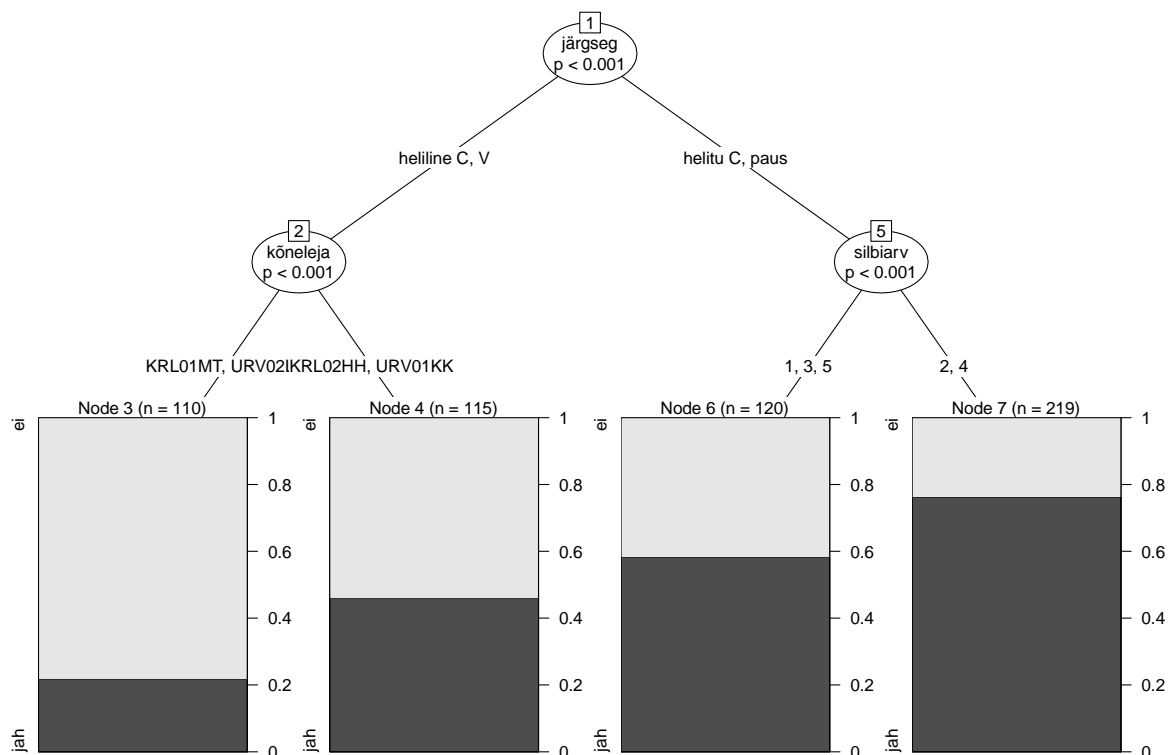 1
järgseg
p < 0.001
heliline C, V
helitu C, paus
2
kõneleja
p < 0.001
5
silbiarv
p < 0.001
KRL01MT,
KRL02HH, URV01KK
1, 3, 5
2, 4
Node 3 (n = 110)
ei
jah
0
0.2
0.4
0.6
0.8
1
Node 4 (n = 115)
ei
jah
0
0.2
0.4
0.6
0.8
1
Node 6 (n = 120)
ei
jah
0
0.2
0.4
0.6
0.8
1
Node 7 (n = 219)
ei
jah
0
0.2
0.4
0.6
0.8
1